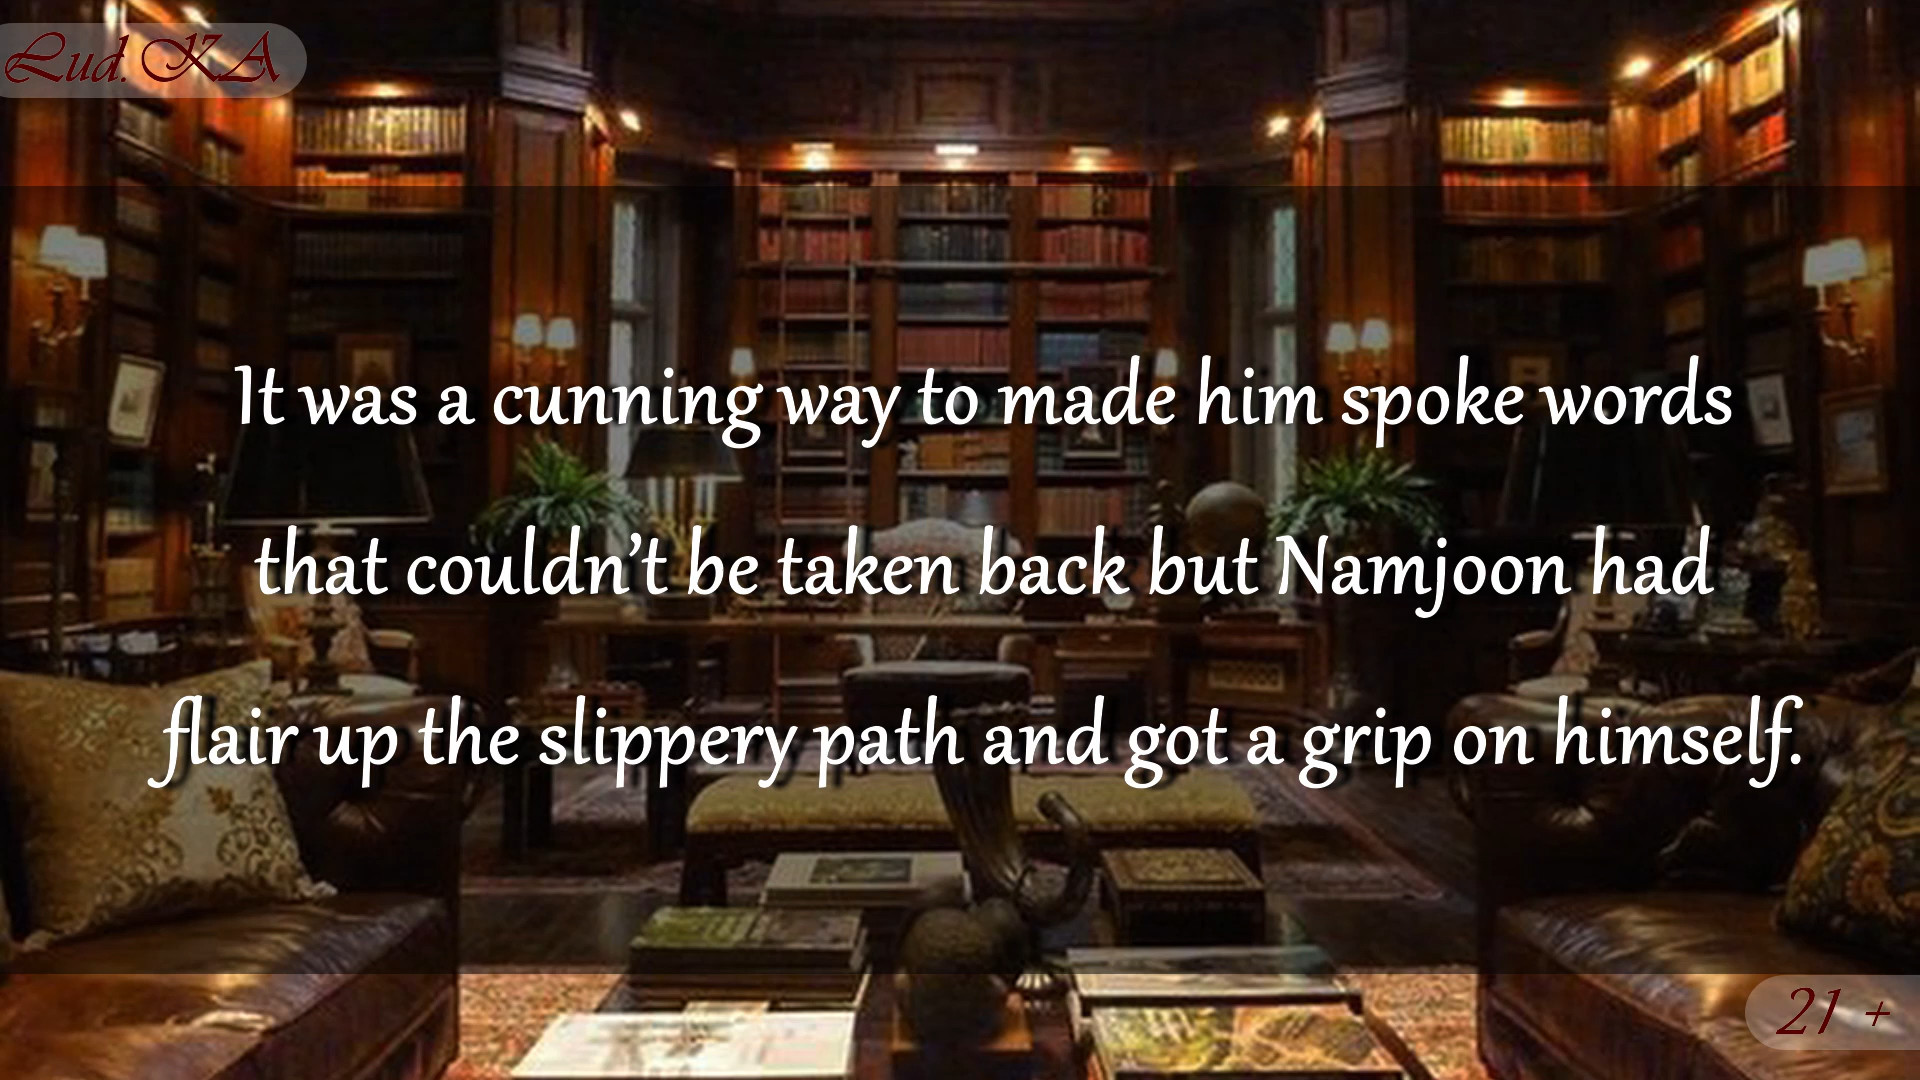 Lud. KA
It was a cunning way to made him spoke words
that couldn’t be taken back but Namjoon had
flair up the slippery path and got a grip on himself.
21 +